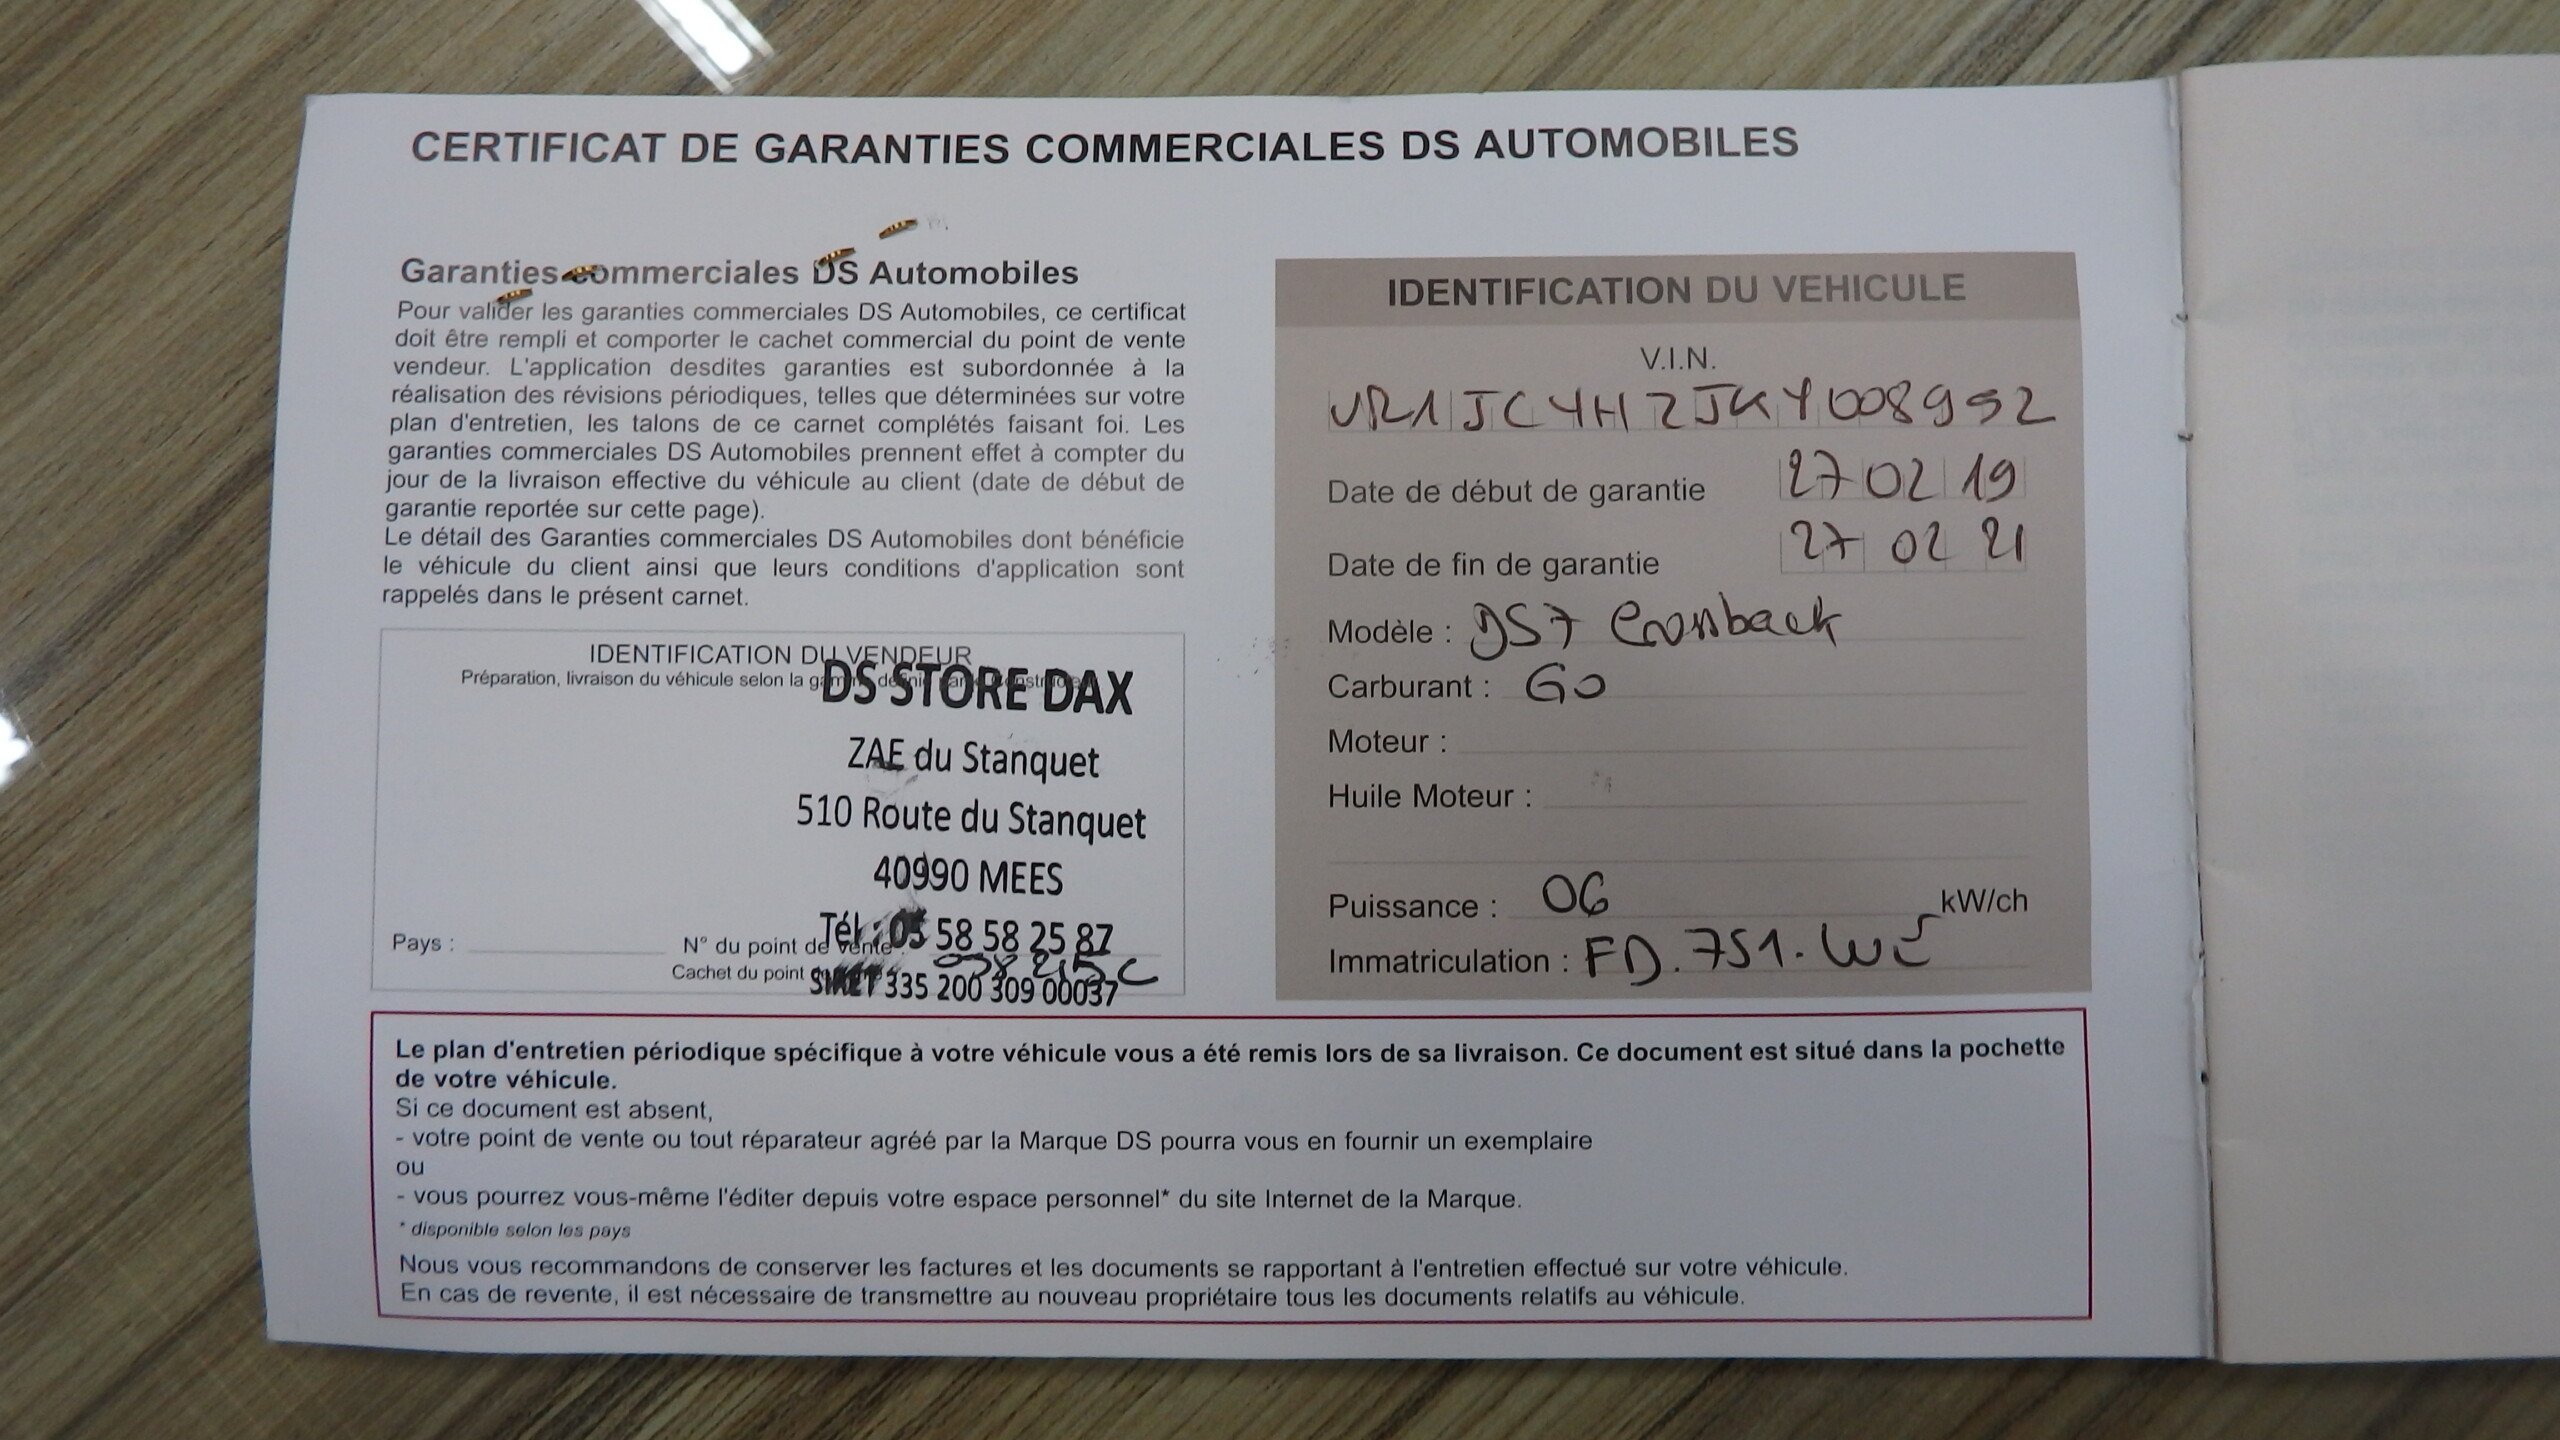 CERTIFICAT DE GARANTIES COMMERCIALES DS AUTOMOBILES
Garanties commerciales DS Automobiles
Pour valider les garanties commerciales DS Automobiles, ce certificat
doit être rempli et comporter le cachet commercial du point de vente
vendeur. L'application desdites garanties est subordonnée à la
réalisation des révisions périodiques, telles que déterminées sur votre
plan d'entretien, les talons de ce carnet complétés faisant foi. Les
garanties commerciales DS Automobiles prennent effet à compter du
jour de la livraison effective du véhicule au client (date de début de
garantie reportée sur cette page).
Le détail des Garanties commerciales DS Automobiles dont bénéficie
le véhicule du client ainsi que leurs conditions d'application sont
rappelés dans le présent carnet.
IDENTIFICATION DU VENDEUR
Préparation, livraison du véhicule selon la gamme définie par le Constructeur
DS STORE DAX
ZAE du Stanquet
510 Route du Stanquet
40990 MEES
Tél : 05 58 58 25 87
Pays : N° du point de vente
Cachet du point
SIRET 335 200 309 00037
IDENTIFICATION DU VEHICULE
V.I.N.
VR1JCYHZJKY008992
Date de début de garantie 27 02 19
Date de fin de garantie 27 02 21
Modèle : DS7 Crossback
Carburant : GO
Moteur :
Huile Moteur :
Puissance : 06 kW/ch
Immatriculation : FD.751.WC
Le plan d'entretien périodique spécifique à votre véhicule vous a été remis lors de sa livraison. Ce document est situé dans la pochette
de votre véhicule.
Si ce document est absent,
- votre point de vente ou tout réparateur agréé par la Marque DS pourra vous en fournir un exemplaire
ou
- vous pourrez vous-même l'éditer depuis votre espace personnel* du site Internet de la Marque.
* disponible selon les pays
Nous vous recommandons de conserver les factures et les documents se rapportant à l'entretien effectué sur votre véhicule.
En cas de revente, il est nécessaire de transmettre au nouveau propriétaire tous les documents relatifs au véhicule.